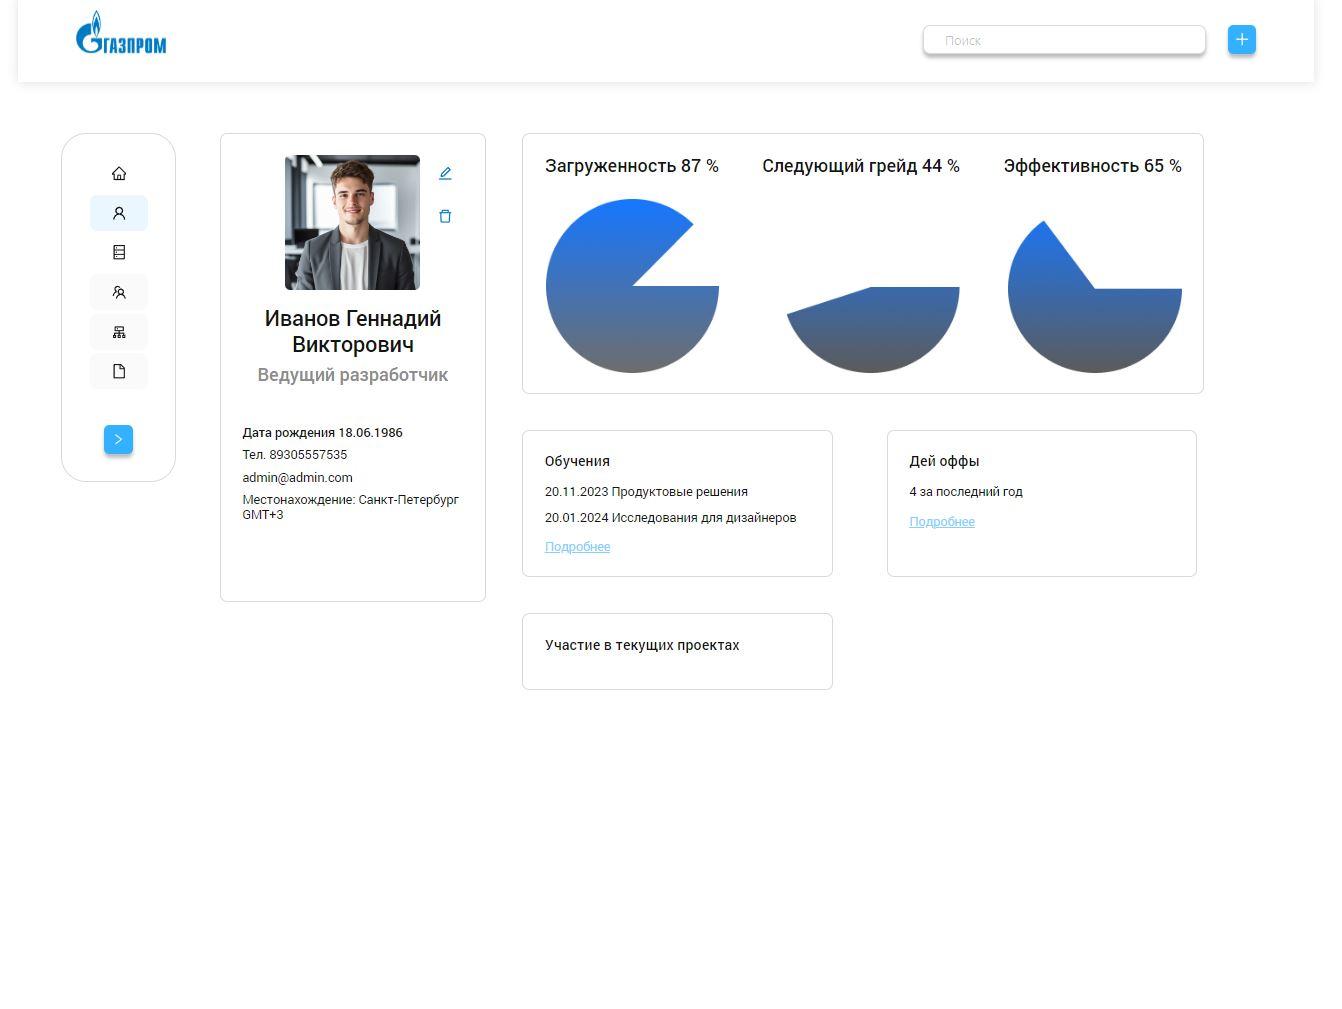 ГАЗПРОМ
Поиск
Иванов Геннадий
Викторович
Ведущий разработчик
Дата рождения 18.06.1986
Тел. 89305557535
admin@admin.com
Местонахождение: Санкт-Петербург
GMT+3
Загруженность 87 %
Следующий грейд 44 %
Эффективность 65 %
Обучения
20.11.2023 Продуктовые решения
20.01.2024 Исследования для дизайнеров
Подробнее
Дей оффы
4 за последний год
Подробнее
Участие в текущих проектах